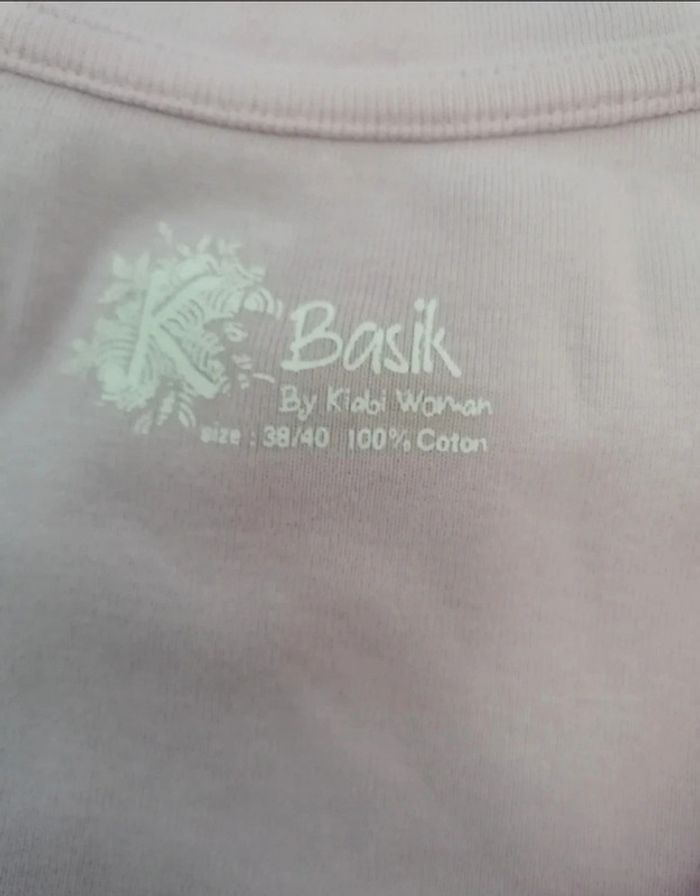 K
Basik
By Kiabi Woman
size : 38/40 100% Coton